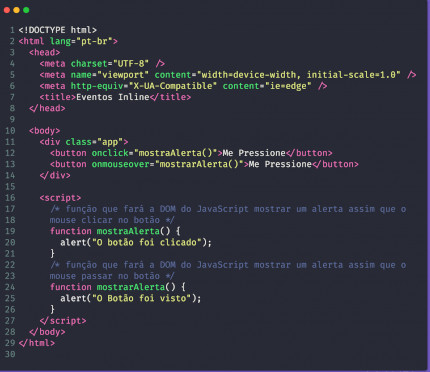 1 <!DOCTYPE html>
2 <html lang="pt-br">
3 <head>
4 <meta charset="UTF-8" />
5 <meta name="viewport" content="width=device-width, initial-scale=1.0" />
6 <meta http-equiv="X-UA-Compatible" content="ie=edge" />
7 <title>Eventos Inline</title>
8 </head>
9
10 <body>
11 <div class="app">
12 <button onclick="mostraAlerta()">Me Pressione</button>
13 <button onmouseover="mostrarAlerta()">Me Pressione</button>
14 </div>
15
16 <script>
17 /* função que fará a DOM do JavaScript mostrar um alerta assim que o
18 mouse clicar no botão */
19 function mostraAlerta() {
20 alert("O botão foi clicado");
21 }
22 /* função que fará a DOM do JavaScript mostrar um alerta assim que o
23 mouse passar no botão */
24 function mostrarAlerta() {
25 alert("O Botão foi visto");
26 }
27 </script>
28 </body>
29 </html>
30